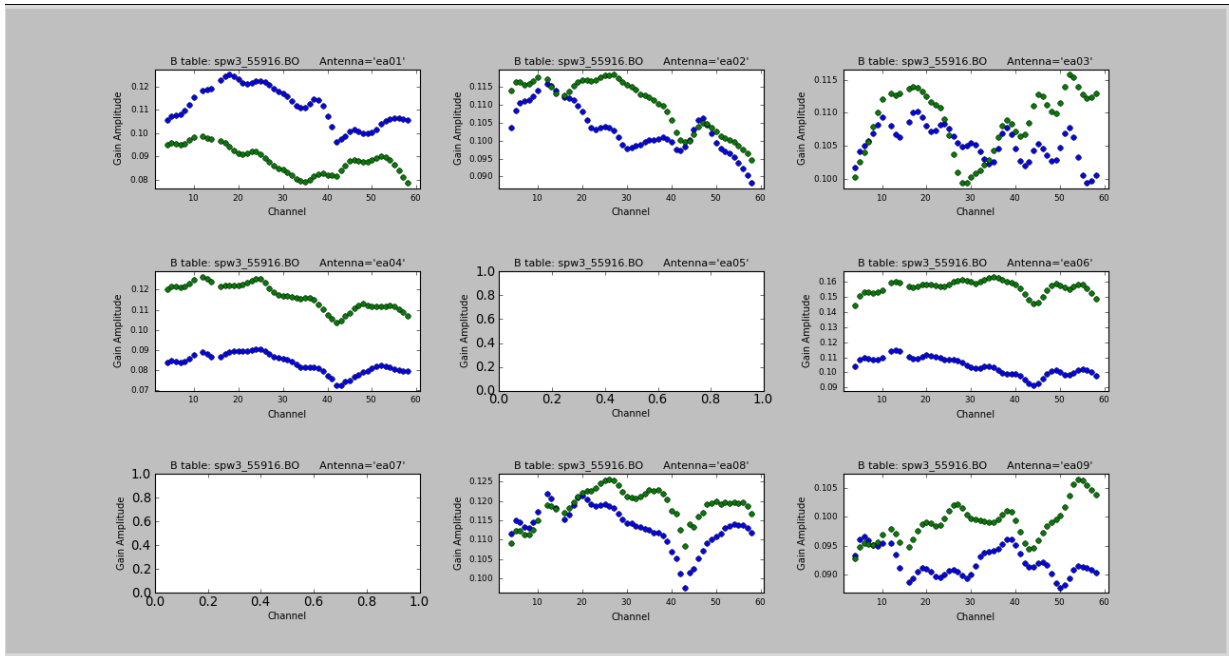 B table: spw3_55916.BO Antenna='ea01'
Gain Amplitude
0.12
0.11
0.10
0.09
0.08
10 20 30 40 50 60
Channel
B table: spw3_55916.BO Antenna='ea02'
Gain Amplitude
0.115
0.110
0.105
0.100
0.095
0.090
10 20 30 40 50 60
Channel
B table: spw3_55916.BO Antenna='ea03'
Gain Amplitude
0.115
0.110
0.105
0.100
10 20 30 40 50 60
Channel
B table: spw3_55916.BO Antenna='ea04'
Gain Amplitude
0.12
0.11
0.10
0.09
0.08
0.07
10 20 30 40 50 60
Channel
B table: spw3_55916.BO Antenna='ea05'
Gain Amplitude
1.0
0.8
0.6
0.4
0.2
0.0
0.0 0.2 0.4 0.6 0.8 1.0
Channel
B table: spw3_55916.BO Antenna='ea06'
Gain Amplitude
0.16
0.15
0.14
0.13
0.12
0.11
0.10
0.09
10 20 30 40 50 60
Channel
B table: spw3_55916.BO Antenna='ea07'
Gain Amplitude
1.0
0.8
0.6
0.4
0.2
0.0
0.0 0.2 0.4 0.6 0.8 1.0
Channel
B table: spw3_55916.BO Antenna='ea08'
Gain Amplitude
0.125
0.120
0.115
0.110
0.105
0.100
10 20 30 40 50 60
Channel
B table: spw3_55916.BO Antenna='ea09'
Gain Amplitude
0.105
0.100
0.095
0.090
10 20 30 40 50 60
Channel